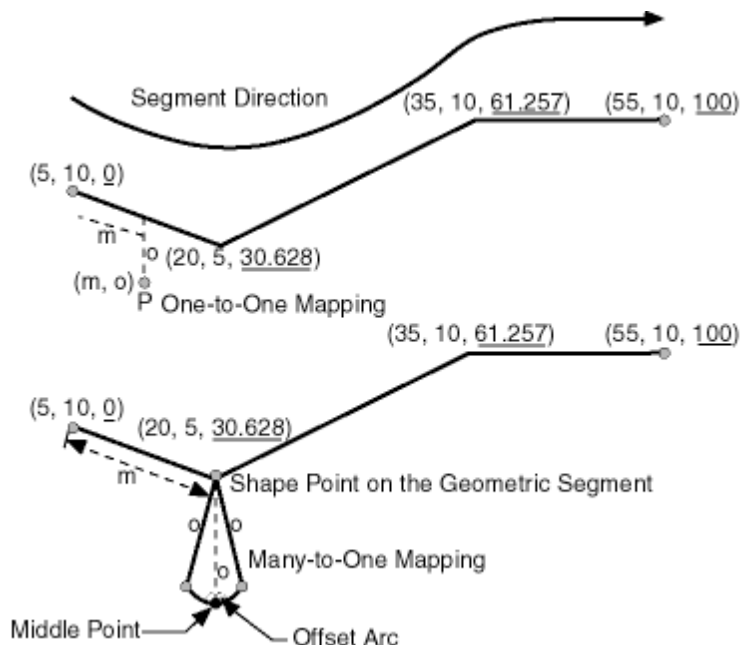 Segment Direction
(35, 10, 61.257) (55, 10, 100)
(5, 10, 0)
m
o
(20, 5, 30.628)
(m, o)
P One-to-One Mapping
(35, 10, 61.257) (55, 10, 100)
(5, 10, 0) (20, 5, 30.628)
m
Shape Point on the Geometric Segment
o o
Many-to-One Mapping
o
Middle Point
Offset Arc